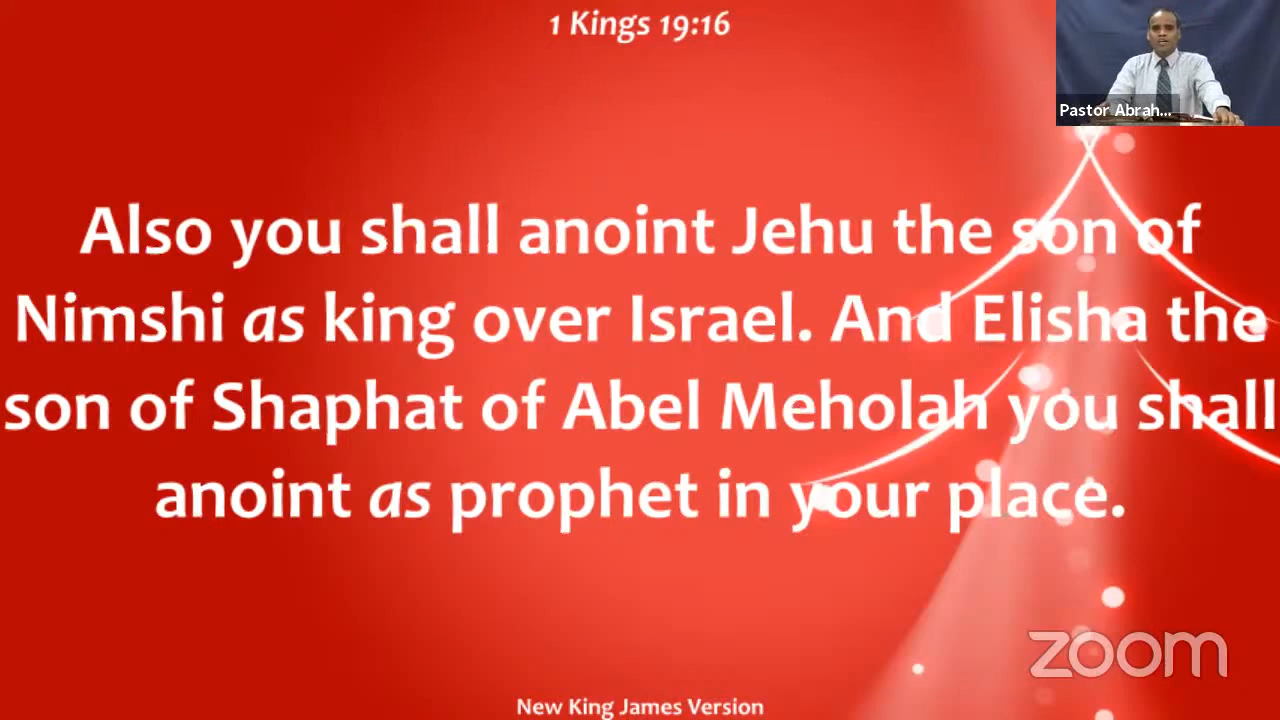 1 Kings 19:16
Pastor Abrah...
Also you shall anoint Jehu the son of
Nimshi as king over Israel. And Elisha the
son of Shaphat of Abel Meholah you shall
anoint as prophet in your place.
zoom
New King James Version